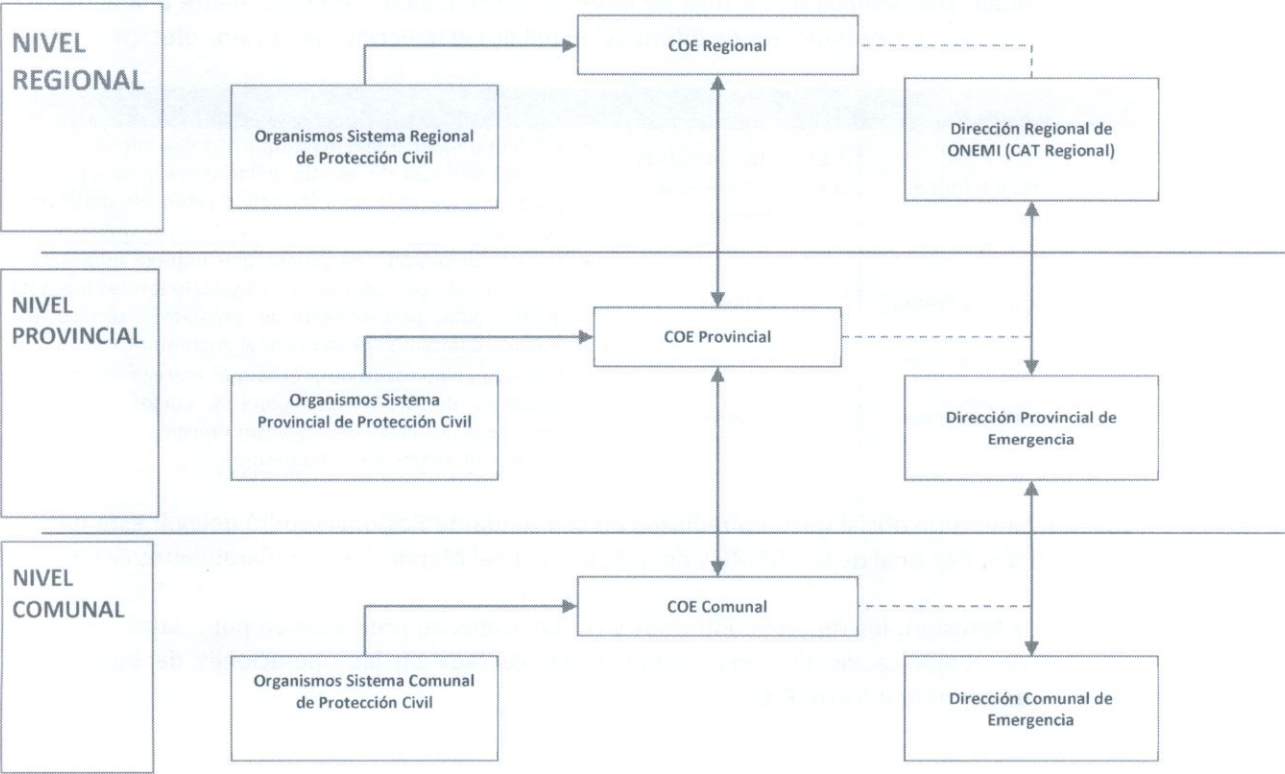 NIVEL
REGIONAL
COE Regional
Organismos Sistema Regional
de Protección Civil
Dirección Regional de
ONEMI (CAT Regional)
NIVEL
PROVINCIAL
COE Provincial
Organismos Sistema
Provincial de Protección Civil
Dirección Provincial de
Emergencia
NIVEL
COMUNAL
COE Comunal
Organismos Sistema Comunal
de Protección Civil
Dirección Comunal de
Emergencia